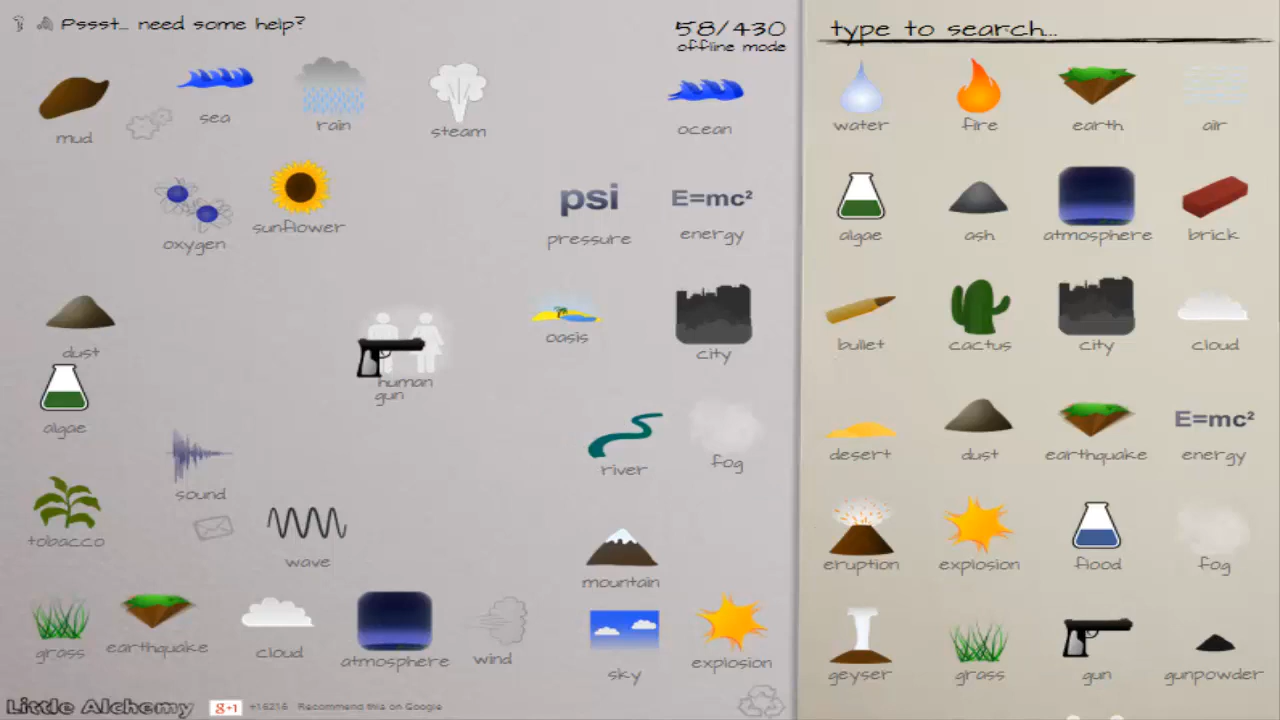 Pssst... need some help?
58/430
offline mode
type to search...
mud
sea
rain
steam
ocean
oxygen
sunflower
psi
pressure
E=mc²
energy
dust
human
gun
oasis
city
algae
sound
river
fog
tobacco
wave
mountain
grass
earthquake
cloud
atmosphere
wind
sky
explosion
Little Alchemy
g+1
+16216 Recommend this on Google
water
fire
earth
air
algae
ash
atmosphere
brick
bullet
cactus
city
cloud
desert
dust
earthquake
E=mc²
energy
eruption
explosion
flood
fog
geyser
grass
gun
gunpowder